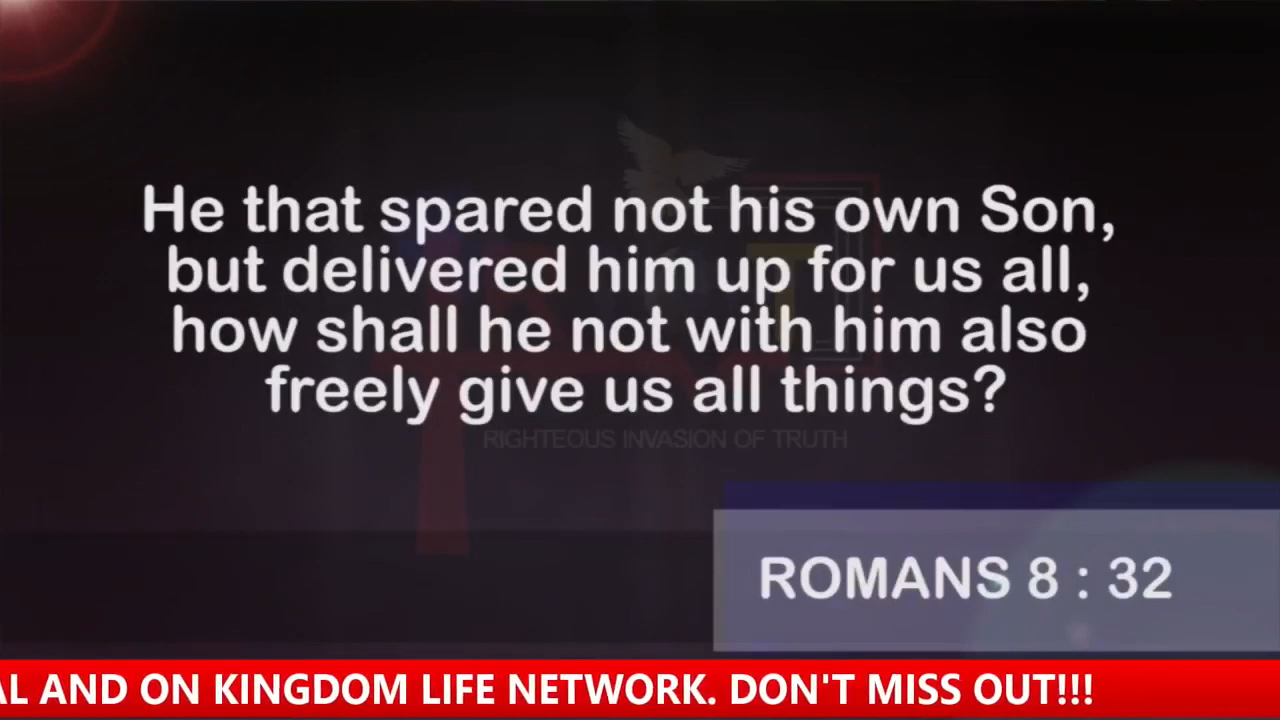 He that spared not his own Son,
but delivered him up for us all,
how shall he not with him also
freely give us all things?
RIGHTEOUS INVASION OF TRUTH
ROMANS 8 : 32
AND ON KINGDOM LIFE NETWORK. DON'T MISS OUT!!!